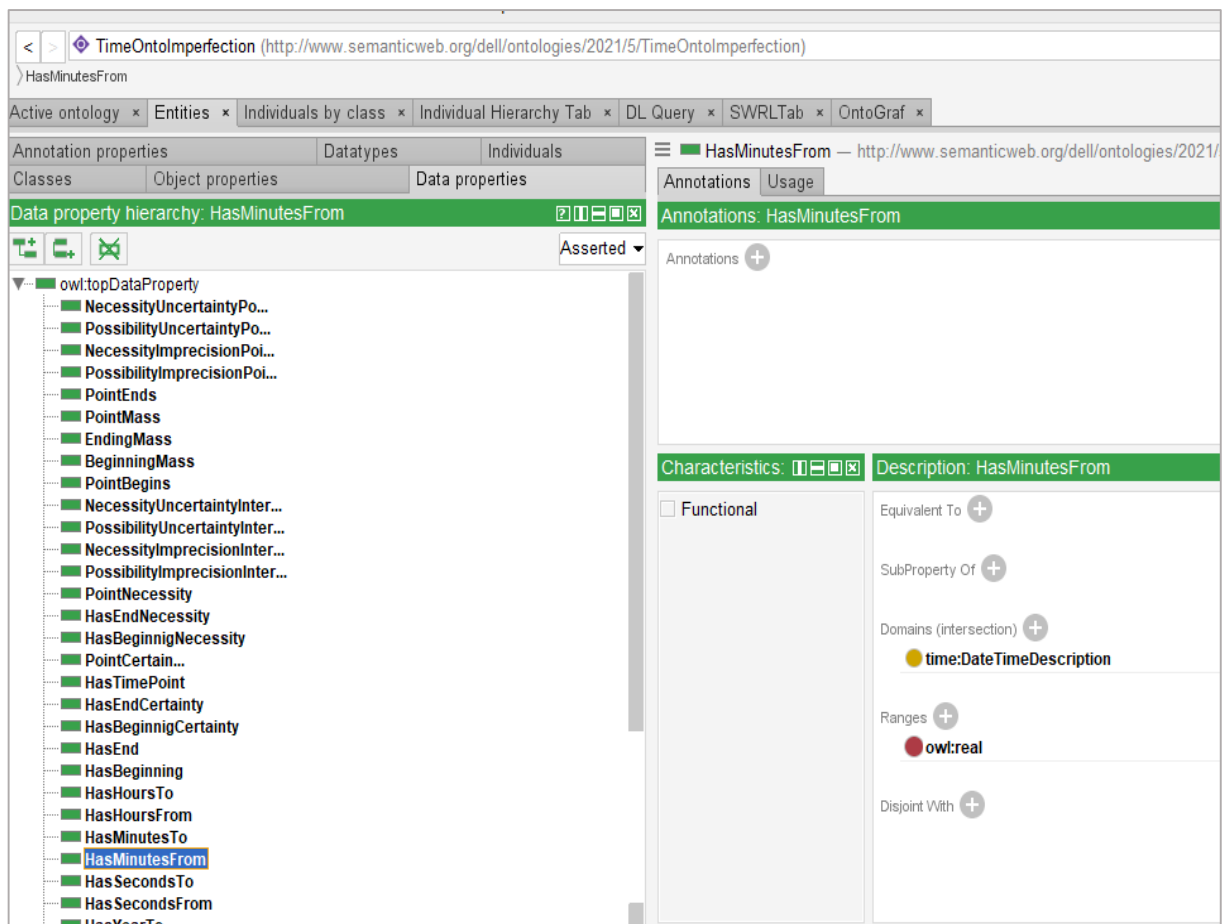 < > TimeOntoImperfection (http://www.semanticweb.org/dell/ontologies/2021/5/TimeOntoImperfection)
HasMinutesFrom
Active ontology × Entities × Individuals by class × Individual Hierarchy Tab × DL Query × SWRLTab × OntoGraf ×
Annotation properties Datatypes Individuals
Classes Object properties Data properties
Data property hierarchy: HasMinutesFrom
Asserted
owl:topDataProperty
NecessityUncertaintyPo...
PossibilityUncertaintyPo...
NecessityImprecisionPoi...
PossibilityImprecisionPoi...
PointEnds
PointMass
EndingMass
BeginningMass
PointBegins
NecessityUncertaintyInter...
PossibilityUncertaintyInter...
NecessityImprecisionInter...
PossibilityImprecisionInter...
PointNecessity
HasEndNecessity
HasBeginnigNecessity
PointCertain...
HasTimePoint
HasEndCertainty
HasBeginnigCertainty
HasEnd
HasBeginning
HasHoursTo
HasHoursFrom
HasMinutesTo
HasMinutesFrom
HasSecondsTo
HasSecondsFrom
HasYearTo
HasMinutesFrom — http://www.semanticweb.org/dell/ontologies/2021/
Annotations Usage
Annotations: HasMinutesFrom
Annotations
Characteristics:
Functional
Description: HasMinutesFrom
Equivalent To
SubProperty Of
Domains (intersection)
time:DateTimeDescription
Ranges
owl:real
Disjoint With